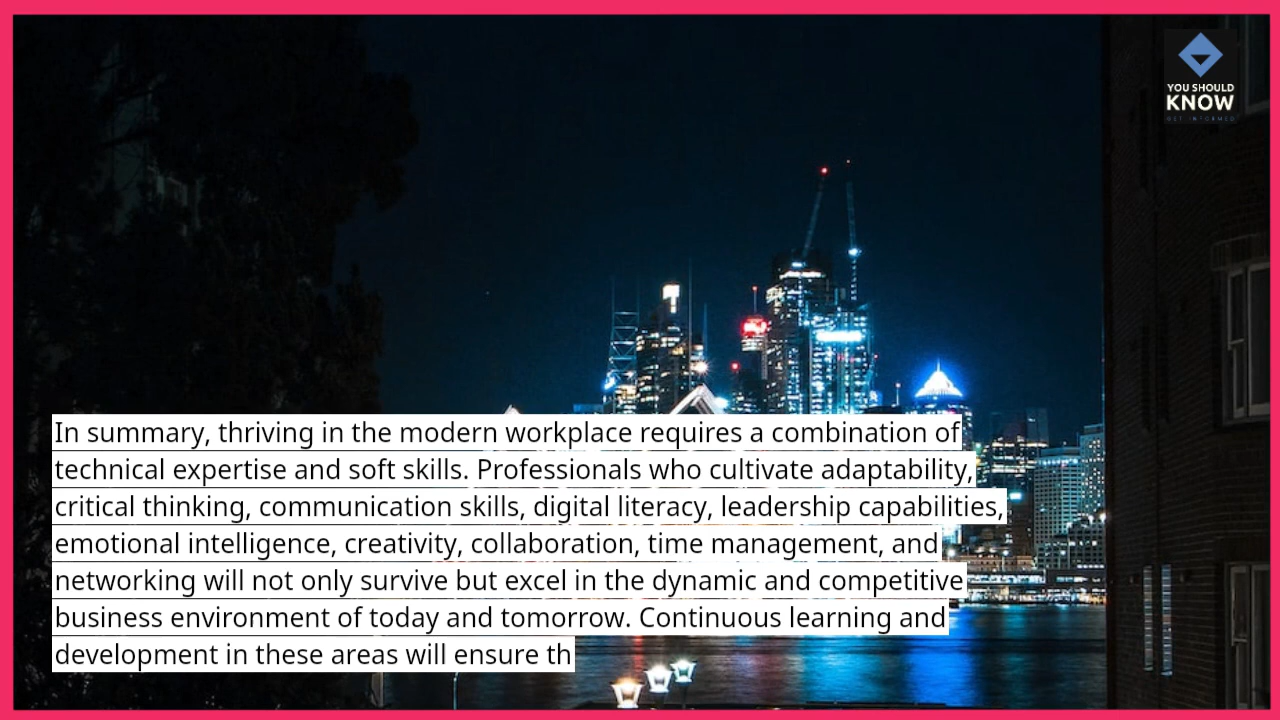 YOU SHOULD
KNOW
GET INFORMED
In summary, thriving in the modern workplace requires a combination of
technical expertise and soft skills. Professionals who cultivate adaptability,
critical thinking, communication skills, digital literacy, leadership capabilities,
emotional intelligence, creativity, collaboration, time management, and
networking will not only survive but excel in the dynamic and competitive
business environment of today and tomorrow. Continuous learning and
development in these areas will ensure th